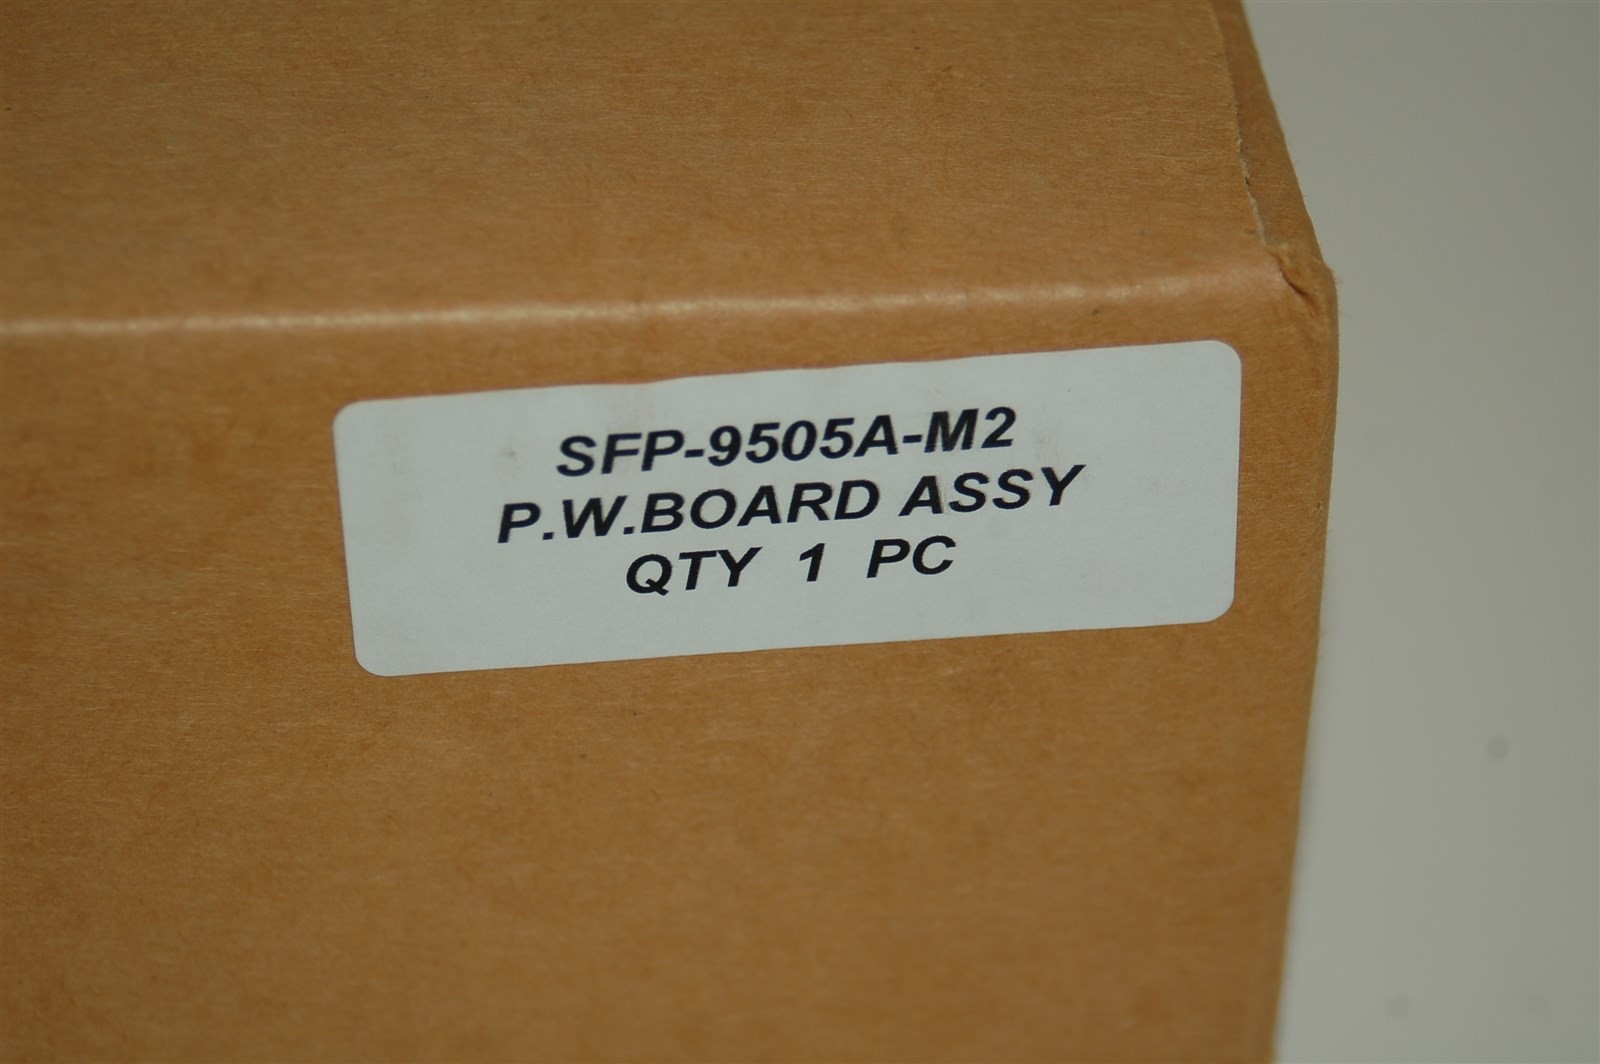 SFP-9505A-M2
P.W.BOARD ASSY
QTY 1 PC